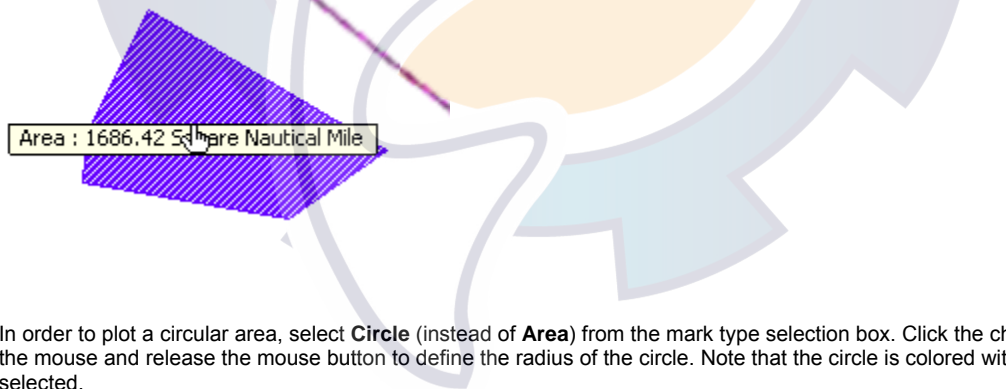 Area : 1686.42 Square Nautical Mile
In order to plot a circular area, select Circle (instead of Area) from the mark type selection box. Click the
the mouse and release the mouse button to define the radius of the circle. Note that the circle is colored
selected.